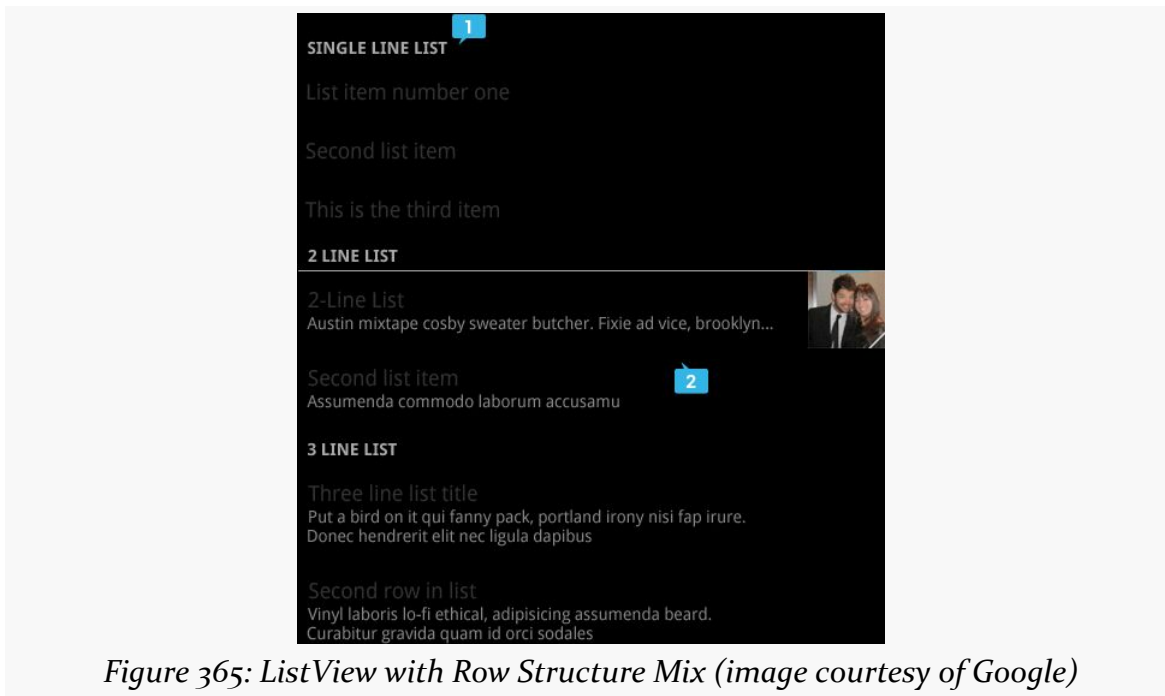 1
SINGLE LINE LIST
List item number one
Second list item
This is the third item
2 LINE LIST
2-Line List
Austin mixtape cosby sweater butcher. Fixie ad vice, brooklyn...
Second list item
2
Assumenda commodo laborum accusamu
3 LINE LIST
Three line list title
Put a bird on it qui fanny pack, portland irony nisi fap irure.
Donec hendrerit elit nec ligula dapibus
Second row in list
Vinyl laboris lo-fi ethical, adipisicing assumenda beard.
Curabitur gravida quam id orci sodales
Figure 365: ListView with Row Structure Mix (image courtesy of Google)